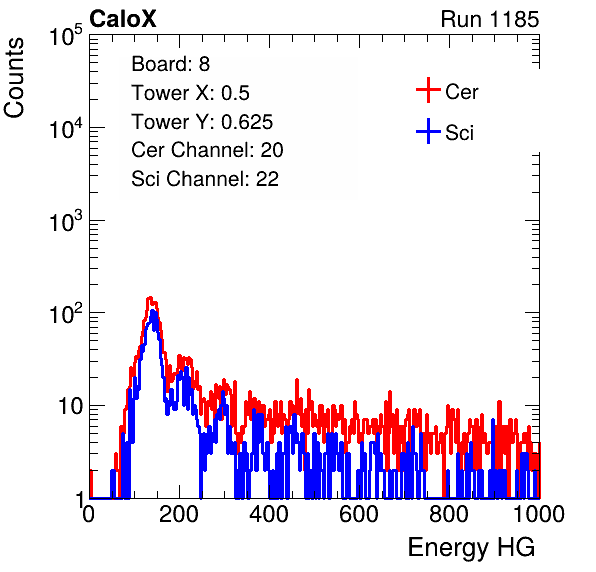 CaloX Run 1185
Counts
10^5
10^4
10^3
10^2
10
1
Board: 8
Tower X: 0.5
Tower Y: 0.625
Cer Channel: 20
Sci Channel: 22
Cer
Sci
0 200 400 600 800 1000
Energy HG